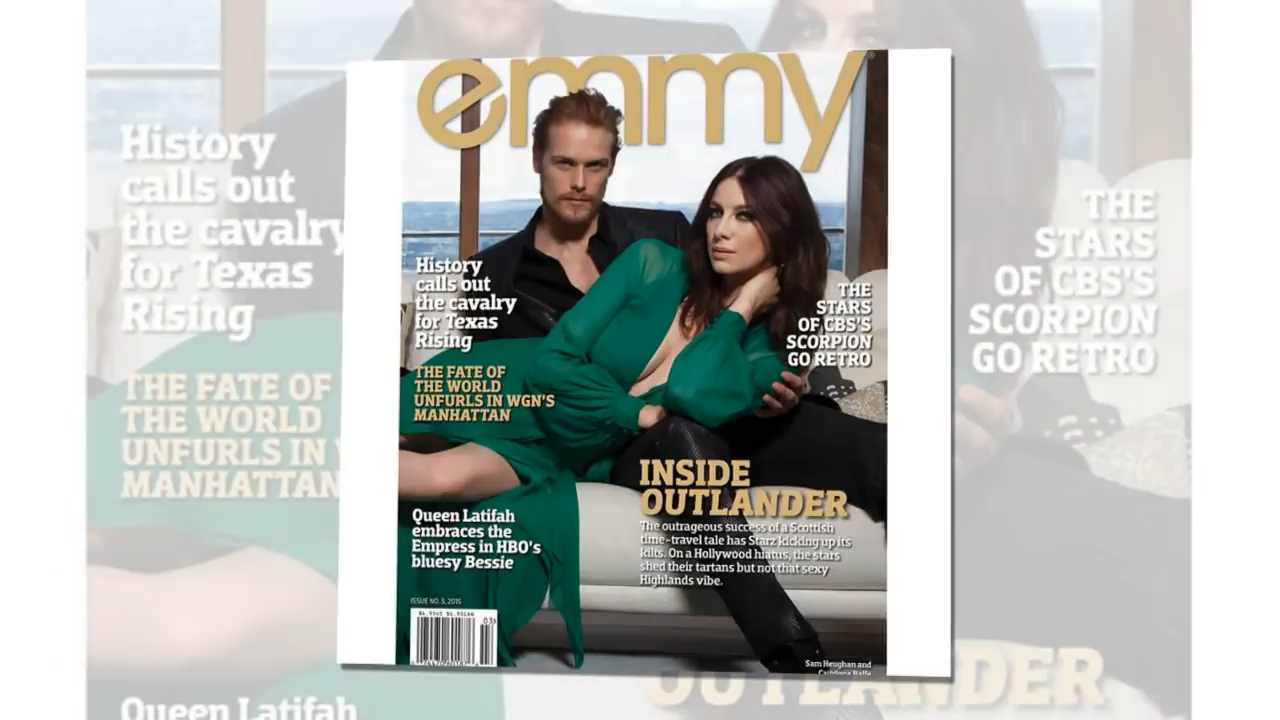 emmy
History
calls out
the cavalry
for Texas
Rising
THE FATE OF
THE WORLD
UNFURLS IN WGN'S
MANHATTAN
THE
STARS
OF CBS'S
SCORPION
GO RETRO
INSIDE
OUTLANDER
The outrageous success of a Scottish
time-travel tale has Starz kicking up its
kilts. On a Hollywood hiatus, the stars
shed their tartans but not that sexy
Highlands vibe.
Queen Latifah
embraces the
Empress in HBO's
bluesy Bessie
ISSUE NO. 3, 2015
$4.95US $6.95CAN
03
Sam Heughan and
History
calls out
the cavalry
for Texas
Rising
THE FATE OF
THE WORLD
UNFURLS IN
MANHATTAN
Queen Latifah
THE
STARS
OF CBS'S
SCORPION
GO RETRO
OUTLANDER